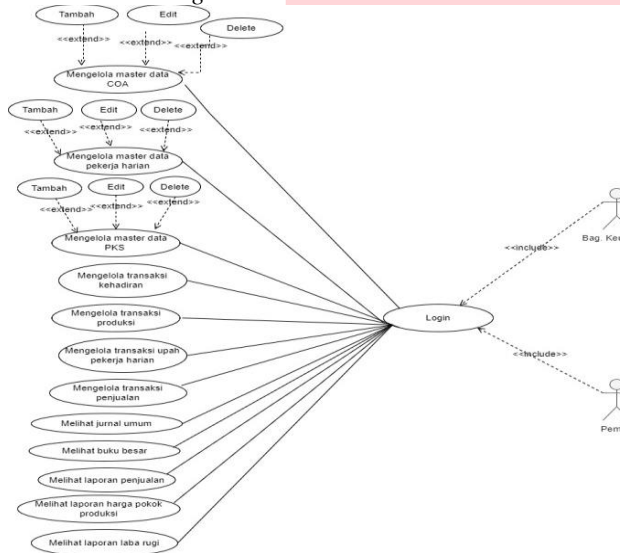 Tambah
Edit
Delete
<<extend>>
<<extend>>
<<extend>>
Mengelola master data
COA
Tambah
Edit
Delete
<<extend>>
<<extend>>
<<extend>>
Mengelola master data
pekerja harian
Tambah
Edit
Delete
<<extend>>
<<extend>>
<<extend>>
Mengelola master data
PKS
Mengelola transaksi
kehadiran
Mengelola transaksi
produksi
Mengelola transaksi upah
pekerja harian
Mengelola transaksi
penjualan
Melihat jurnal umum
Melihat buku besar
Melihat laporan penjualan
Melihat laporan harga pokok
produksi
Melihat laporan laba rugi
Login
<<include>>
Bag.
<<include>>